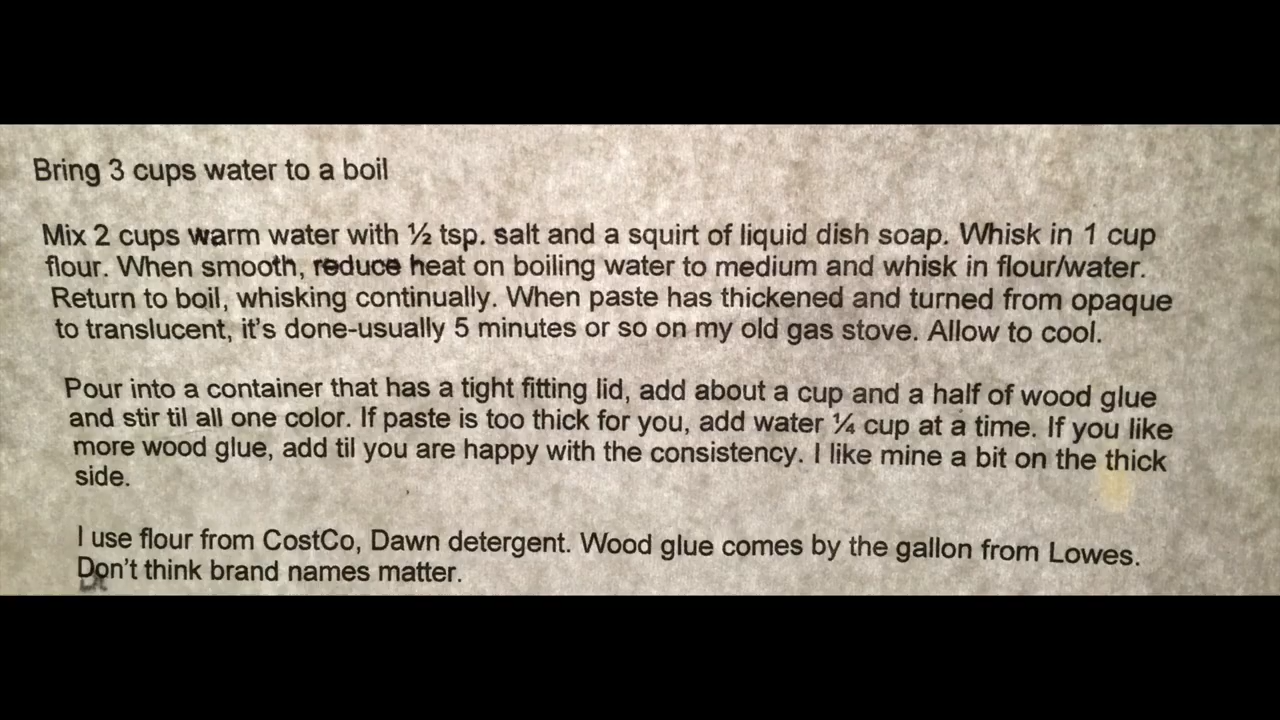 Bring 3 cups water to a boil
Mix 2 cups warm water with ½ tsp. salt and a squirt of liquid dish soap. Whisk in 1 cup
flour. When smooth, reduce heat on boiling water to medium and whisk in flour/water.
Return to boil, whisking continually. When paste has thickened and turned from opaque
to translucent, it's done-usually 5 minutes or so on my old gas stove. Allow to cool.
Pour into a container that has a tight fitting lid, add about a cup and a half of wood glue
and stir til all one color. If paste is too thick for you, add water ¼ cup at a time. If you like
more wood glue, add til you are happy with the consistency. I like mine a bit on the thick
side.
I use flour from CostCo, Dawn detergent. Wood glue comes by the gallon from Lowes.
Don't think brand names matter.